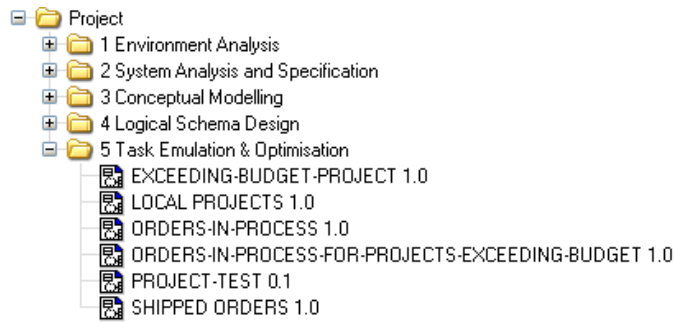 Project
1 Environment Analysis
2 System Analysis and Specification
3 Conceptual Modelling
4 Logical Schema Design
5 Task Emulation & Optimisation
EXCEEDING-BUDGET-PROJECT 1.0
LOCAL PROJECTS 1.0
ORDERS-IN-PROCESS 1.0
ORDERS-IN-PROCESS-FOR-PROJECTS-EXCEEDING-BUDGET 1.0
PROJECT-TEST 0.1
SHIPPED ORDERS 1.0